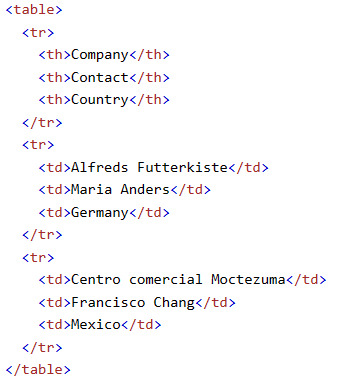 <table>
  <tr>
    <th>Company</th>
    <th>Contact</th>
    <th>Country</th>
  </tr>
  <tr>
    <td>Alfreds Futterkiste</td>
    <td>Maria Anders</td>
    <td>Germany</td>
  </tr>
  <tr>
    <td>Centro comercial Moctezuma</td>
    <td>Francisco Chang</td>
    <td>Mexico</td>
  </tr>
</table>